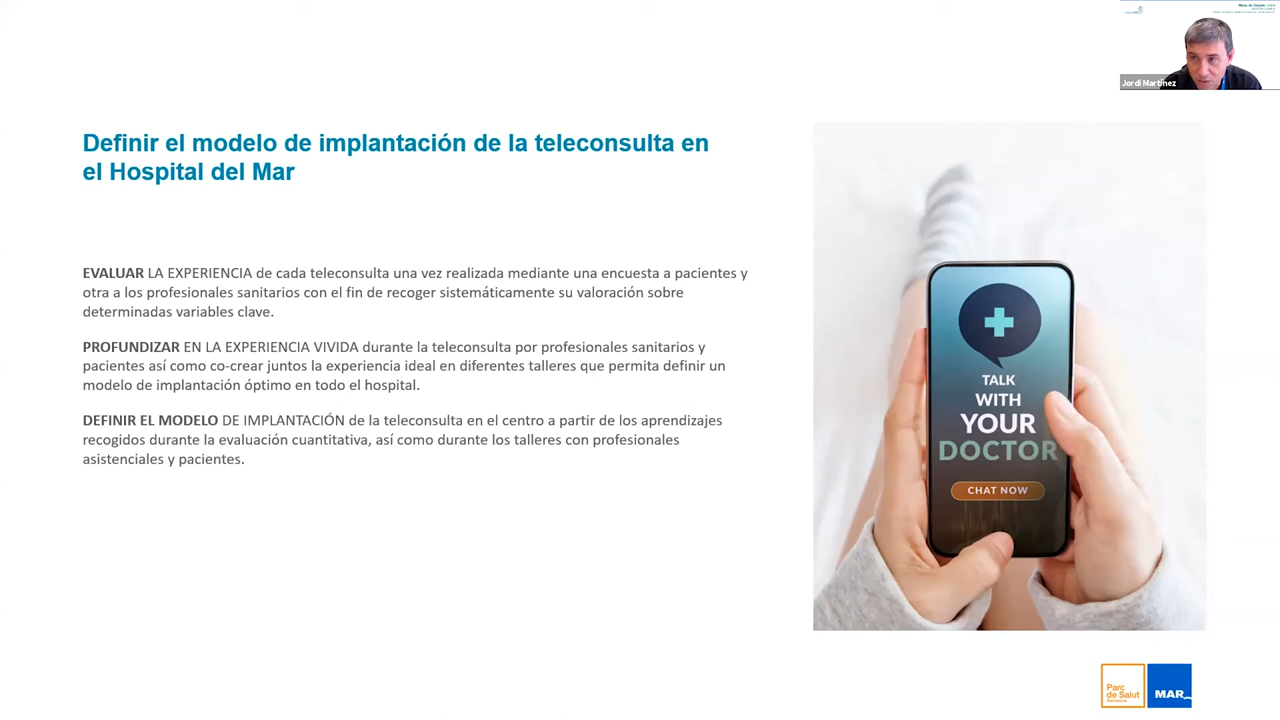 Jordi Martínez
Definir el modelo de implantación de la teleconsulta en
el Hospital del Mar
EVALUAR LA EXPERIENCIA de cada teleconsulta una vez realizada mediante una encuesta a pacientes y
otra a los profesionales sanitarios con el fin de recoger sistemáticamente su valoración sobre
determinadas variables clave.
PROFUNDIZAR EN LA EXPERIENCIA VIVIDA durante la teleconsulta por profesionales sanitarios y
pacientes así como co-crear juntos la experiencia ideal en diferentes talleres que permita definir un
modelo de implantación óptimo en todo el hospital.
DEFINIR EL MODELO DE IMPLANTACIÓN de la teleconsulta en el centro a partir de los aprendizajes
recogidos durante la evaluación cuantitativa, así como durante los talleres con profesionales
asistenciales y pacientes.
TALK
WITH
YOUR
DOCTOR
CHAT NOW
Parc
de Salut
MAR